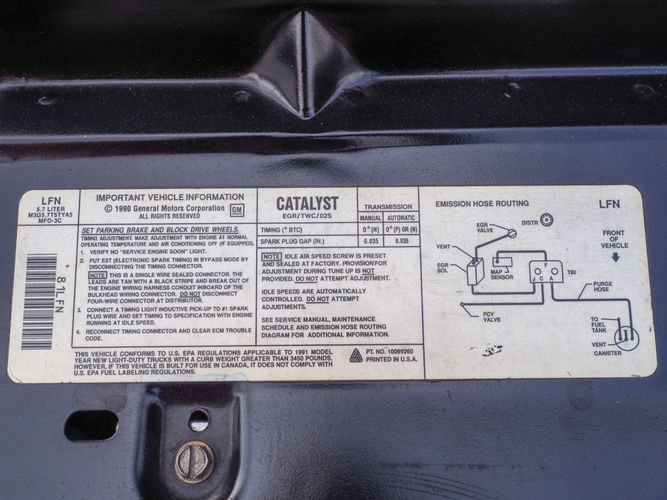 LFN
5.7 LITER
M3G5.7T5TYA5
MFO-3C
8 1LFN
IMPORTANT VEHICLE INFORMATION
© 1990 General Motors Corporation GM
ALL RIGHTS RESERVED
CATALYST
EGR/TWC/O2S
TRANSMISSION
MANUAL AUTOMATIC
TIMING (° BTC) 0°(N) 0°(P) OR (N)
SPARK PLUG GAP (IN.) 0.035 0.035
SET PARKING BRAKE AND BLOCK DRIVE WHEELS.
TIMING ADJUSTMENT. MAKE ADJUSTMENT WITH ENGINE AT NORMAL
OPERATING TEMPERATURE AND AIR CONDITIONING OFF (IF EQUIPPED).
1. VERIFY NO "SERVICE ENGINE SOON" LIGHT.
2. PUT EST (ELECTRONIC SPARK TIMING) IN BYPASS MODE BY
DISCONNECTING THE TIMING CONNECTOR.
NOTE THIS IS A SINGLE WIRE SEALED CONNECTOR. THE
LEADS ARE TAN WITH A BLACK STRIPE AND BREAK OUT OF
THE ENGINE WIRING HARNESS CONDUIT INBOARD OF THE
BULKHEAD WIRING CONNECTOR. DO NOT DISCONNECT
FOUR-WIRE CONNECTOR AT DISTRIBUTOR.
3. CONNECT A TIMING LIGHT INDUCTIVE PICK-UP TO #1 SPARK
PLUG WIRE AND SET TIMING TO SPECIFICATION WITH ENGINE
RUNNING AT IDLE SPEED.
4. RECONNECT TIMING CONNECTOR AND CLEAR ECM TROUBLE
CODE.
NOTE IDLE AIR SPEED SCREW IS PRESET
AND SEALED AT FACTORY. PROVISION FOR
ADJUSTMENT DURING TUNE UP IS NOT
PROVIDED. DO NOT ATTEMPT ADJUSTMENT.
IDLE SPEEDS ARE AUTOMATICALLY
CONTROLLED. DO NOT ATTEMPT
ADJUSTMENTS.
SEE SERVICE MANUAL, MAINTENANCE
SCHEDULE AND EMISSION HOSE ROUTING
DIAGRAM FOR ADDITIONAL INFORMATION.
THIS VEHICLE CONFORMS TO U.S. EPA REGULATIONS APPLICABLE TO 1991 MODEL
YEAR NEW LIGHT-DUTY TRUCKS WITH A CURB WEIGHT GREATER THAN 3450 POUNDS.
HOWEVER, IF THIS VEHICLE IS BUILT FOR USE IN CANADA, IT DOES NOT HAVE
U.S. EPA FUEL LABELING REGULATIONS.
PT. NO. 10099260
PRINTED IN U.S.A.
EMISSION HOSE ROUTING
LFN
EGR
VALVE
DISTR
VENT
EGR
SOL
MAP
SENSOR
F
J C A
TBI
FRONT OF
VEHICLE
PURGE
HOSE
PCV
VALVE
TO
FUEL
TANK
VENT
CANISTER